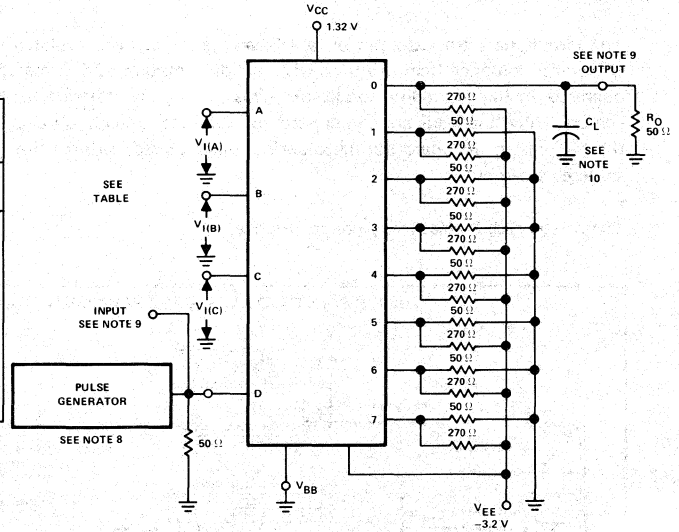 VCC
1.32 V
SEE NOTE 9
OUTPUT
0
270 Ω
A
50 Ω
CL
RO
50 Ω
1
VI(A)
270 Ω
SEE
NOTE
10
50 Ω
SEE
TABLE
2
270 Ω
B
50 Ω
VI(B)
3
270 Ω
50 Ω
C
4
270 Ω
VI(C)
50 Ω
INPUT
SEE NOTE 9
5
270 Ω
50 Ω
6
270 Ω
PULSE
GENERATOR
D
50 Ω
7
270 Ω
SEE NOTE 8
50 Ω
VBB
VEE
−3.2 V